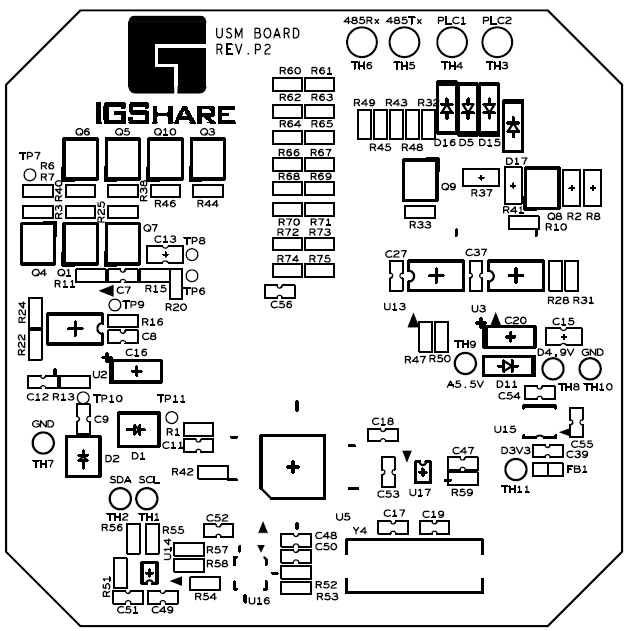 USM BOARD
REV.P2
IGSHARE
485Rx 485Tx PLC1 PLC2
TH6 TH5 TH4 TH3
R60 R61
R62 R63
R64 R65
R66 R67
R68 R69
R70 R71
R72 R73
R74 R75
C56
R49 R43 R32
R45 R48 D16 D5 D15
D17
Q6 Q5 Q10 Q3
TP7
R6
R7
R40 R38 R46 R44
R3 R25
Q7
Q4 Q1
C13 TP8
R11 C7 R15 TP6
R20
TP9
R24 R16
R22 C8
U2 C16
C12 R13 TP10
C9 TP11
GND
TH7
D2 D1
R1
C11
R42
Q9 R37
R33
R41 Q8 R2 R8
R10
C27 C37
U13 U3 R28 R31
C20 C15
R47 R50 TH9 D4,9V GND
A5.5V D11 TH8 TH10
C54
U15
C55
D3V3 C39
FB1
TH11
C18
C53 U17 C47
R59
U5
Y4 C17 C19
SDA SCL
TH2 TH1
R56 R55 C52
U14 R57
R58
R51 R54
C51 C49
U16
C48
C50
R52
R53